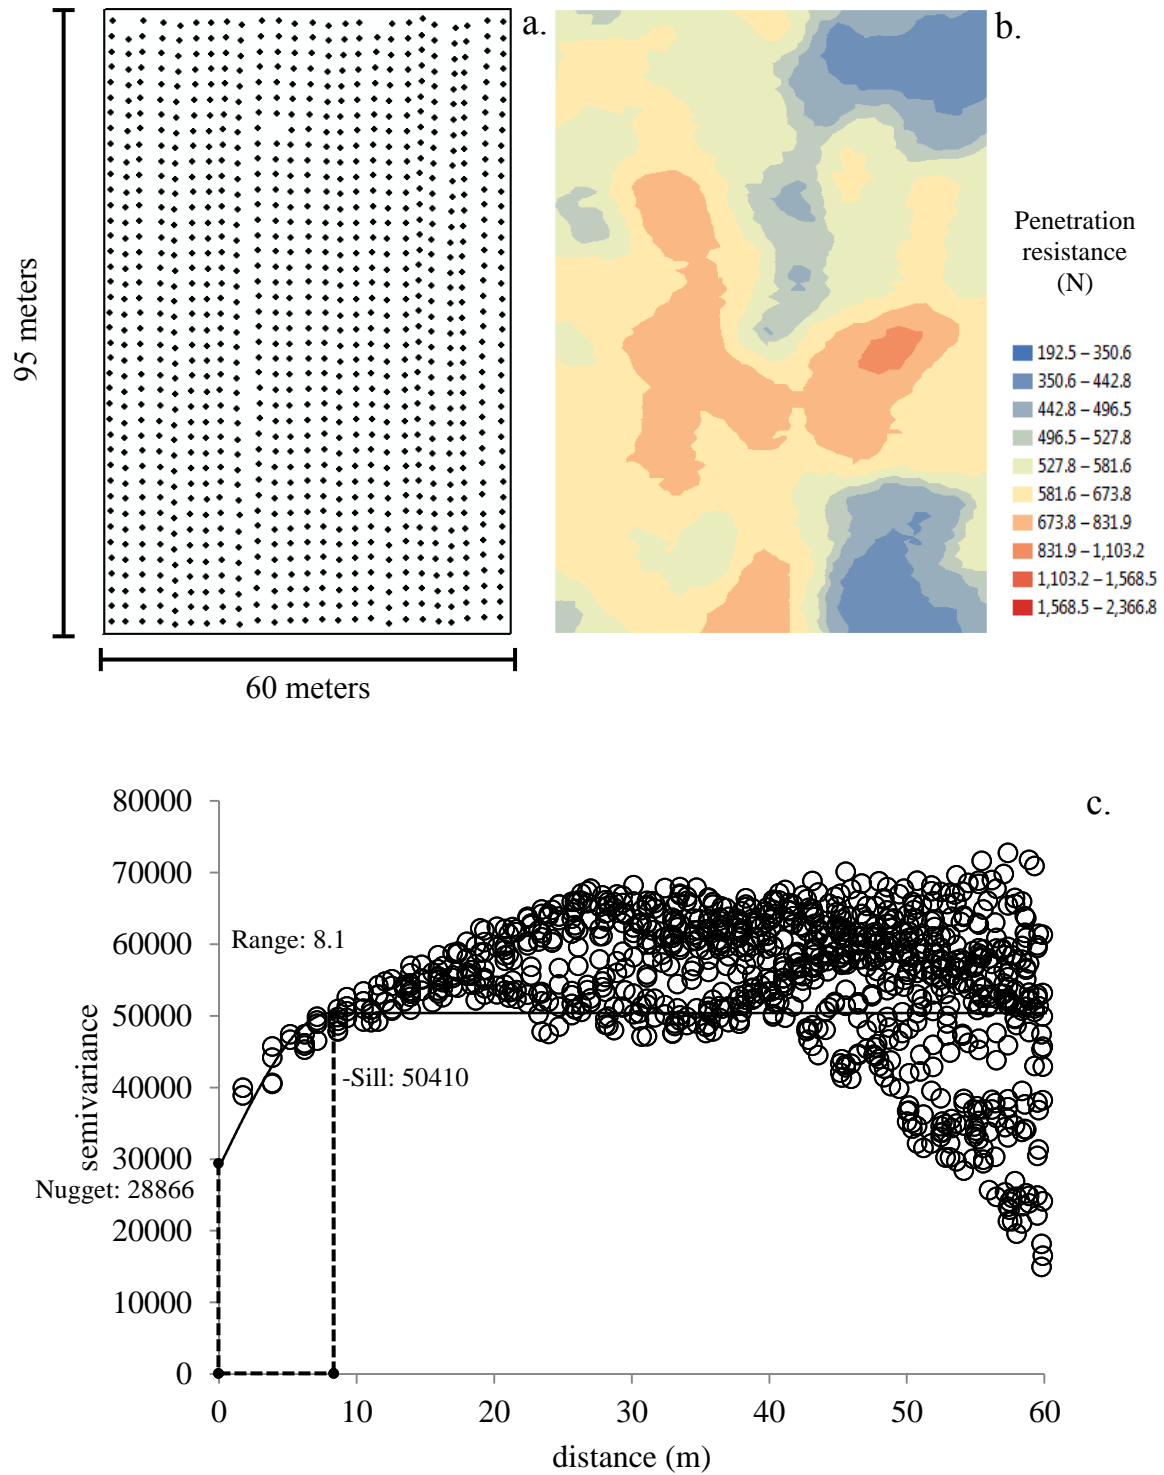 a.
b.
95 meters
60 meters
Penetration
resistance
(N)
192.5 – 350.6
350.6 – 442.8
442.8 – 496.5
496.5 – 527.8
527.8 – 581.6
581.6 – 673.8
673.8 – 831.9
831.9 – 1,103.2
1,103.2 – 1,568.5
1,568.5 – 2,366.8
c.
80000
70000
60000
50000
40000
30000
20000
10000
0
semivariance
Range: 8.1
-Sill: 50410
Nugget: 28866
0 10 20 30 40 50 60
distance (m)